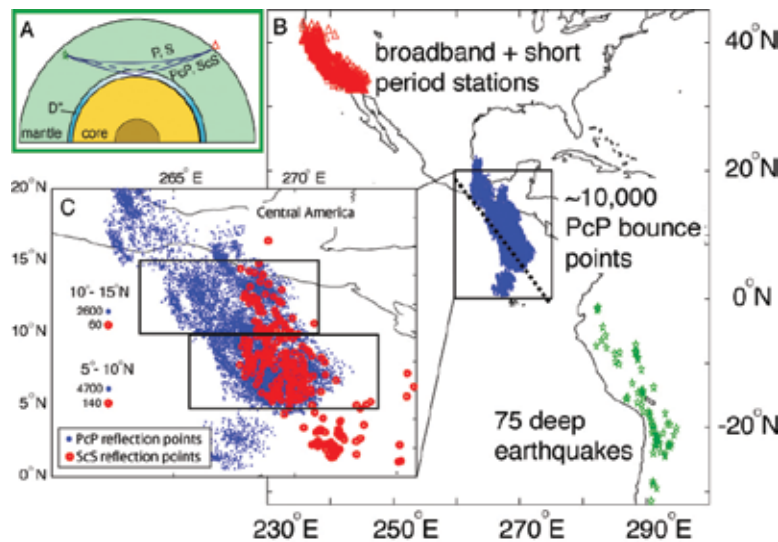 A
P, S
PcP, ScS
D"
mantle
core
B
broadband + short
period stations
45°N
20°N
0°N
-20°N
230°E
250°E
270°E
290°E
~10,000
PcP bounce
points
75 deep
earthquakes
265°E
270°E
C
Central America
20°N
15°N
10°N
5°N
0°N
10°- 15°N
2600
60
5°- 10°N
4700
140
PcP reflection points
ScS reflection points